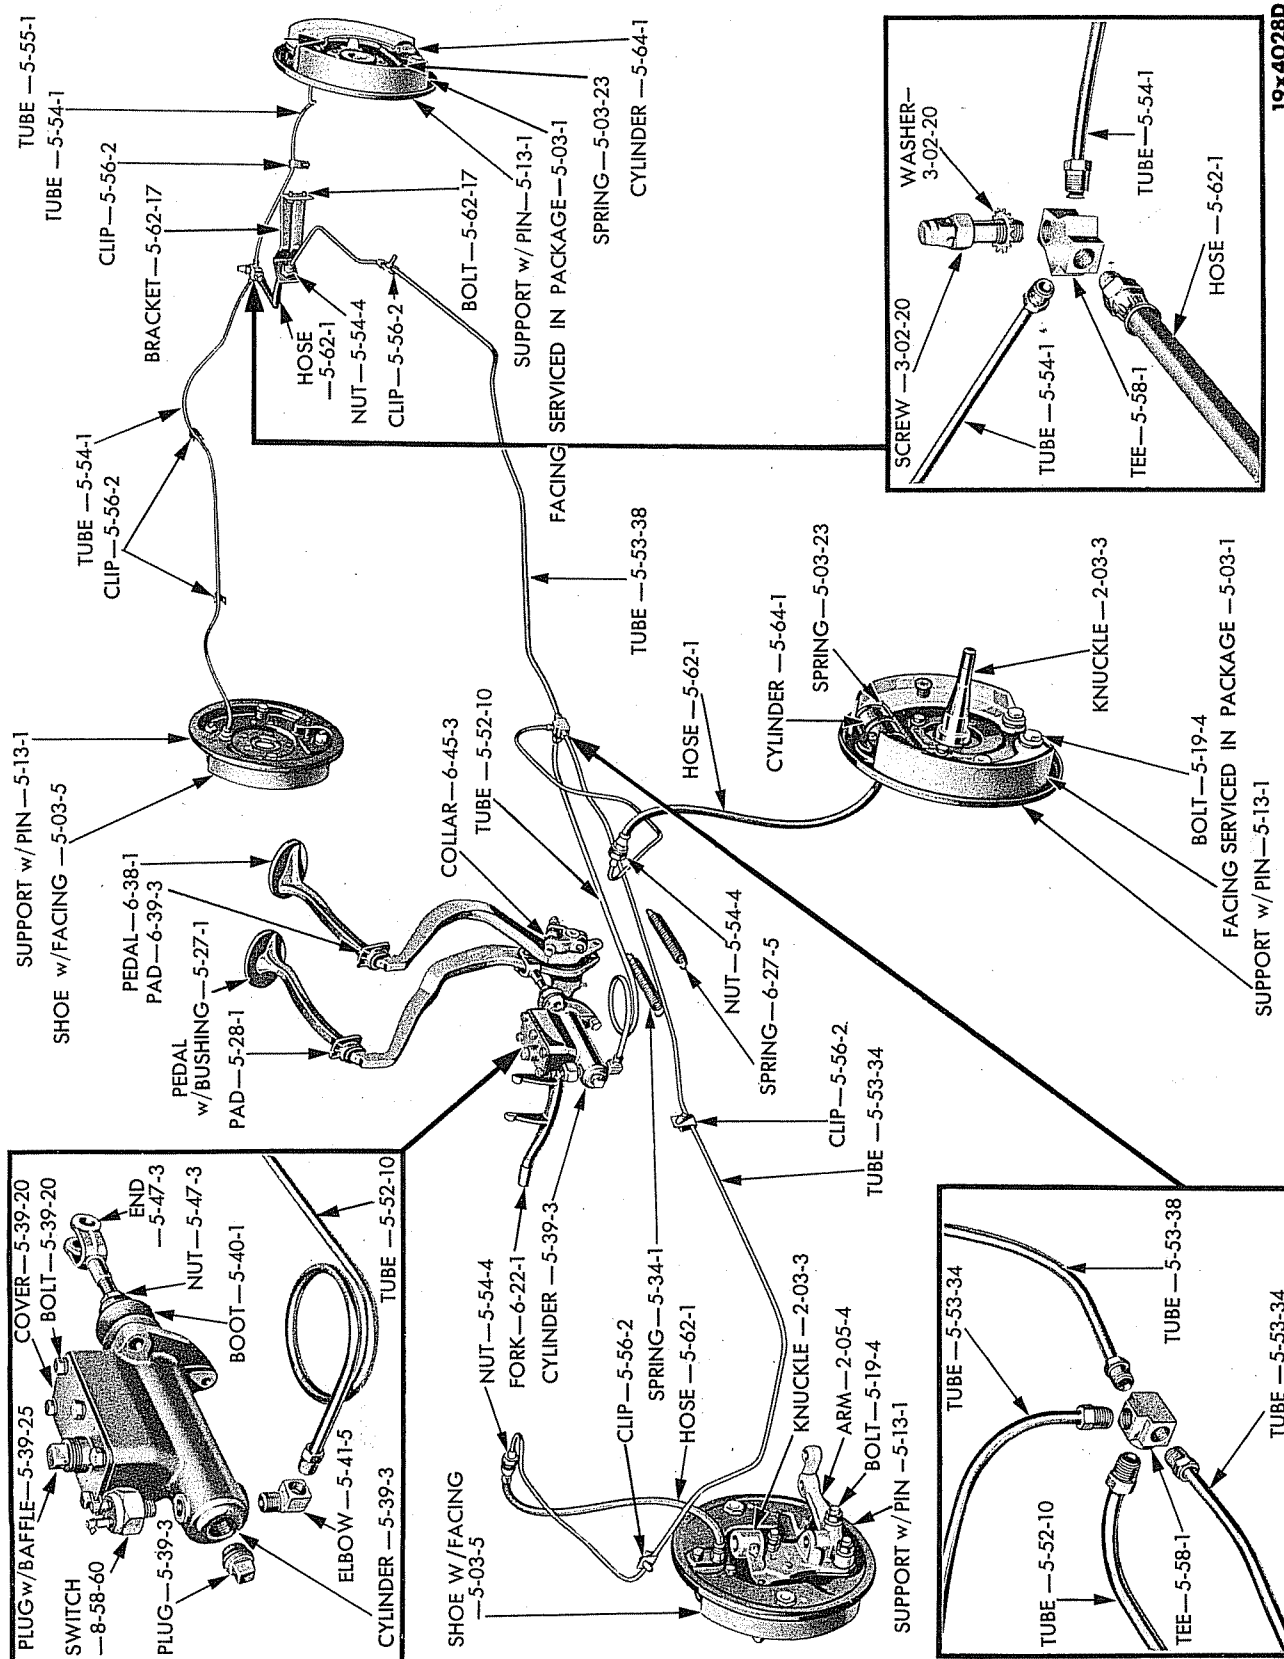 TUBE—5-55-1
TUBE—5-54-1
CLIP—5-56-2
BRACKET—5-62-17
HOSE
—5-62-1
NUT—5-54-4
CLIP—5-56-2
BOLT—5-62-17
SUPPORT w/PIN—5-13-1
FACING SERVICED IN PACKAGE—5-03-1
SPRING—5-03-23
CYLINDER—5-64-1
TUBE—5-54-1
CLIP—5-56-2
SUPPORT w/PIN—5-13-1
SHOE w/FACING—5-03-5
PEDAL—6-38-1
PAD—6-39-3
PEDAL
w/BUSHING—5-27-1
PAD—5-28-1
COLLAR—6-45-3
TUBE—5-52-10
TUBE—5-53-38
HOSE—5-62-1
CYLINDER—5-64-1
SPRING—5-03-23
KNUCKLE—2-03-3
BOLT—5-19-4
FACING SERVICED IN PACKAGE—5-03-1
SUPPORT w/PIN—5-13-1
NUT—5-54-4
SPRING—6-27-5
CLIP—5-56-2
TUBE—5-53-34
NUT—5-54-4
FORK—6-22-1
CYLINDER—5-39-3
CLIP—5-56-2
SPRING—5-34-1
HOSE—5-62-1
KNUCKLE—2-03-3
ARM—2-05-4
BOLT—5-19-4
SUPPORT w/PIN—5-13-1
SHOE W/FACING
—5-03-5
PLUGw/BAFFLE—5-39-25
COVER—5-39-20
BOLT—5-39-20
END
—5-47-3
NUT—5-47-3
BOOT—5-40-1
SWITCH
—8-58-60
PLUG—5-39-3
ELBOW—5-41-5
CYLINDER—5-39-3
TUBE—5-52-10
SCREW—3-02-20
WASHER—
3-02-20
TUBE—5-54-1
TUBE—5-54-1
TEE—5-58-1
HOSE—5-62-1
TUBE—5-53-34
TUBE—5-53-38
TUBE—5-52-10
TEE—5-58-1
TUBE—5-53-34
19x4028D